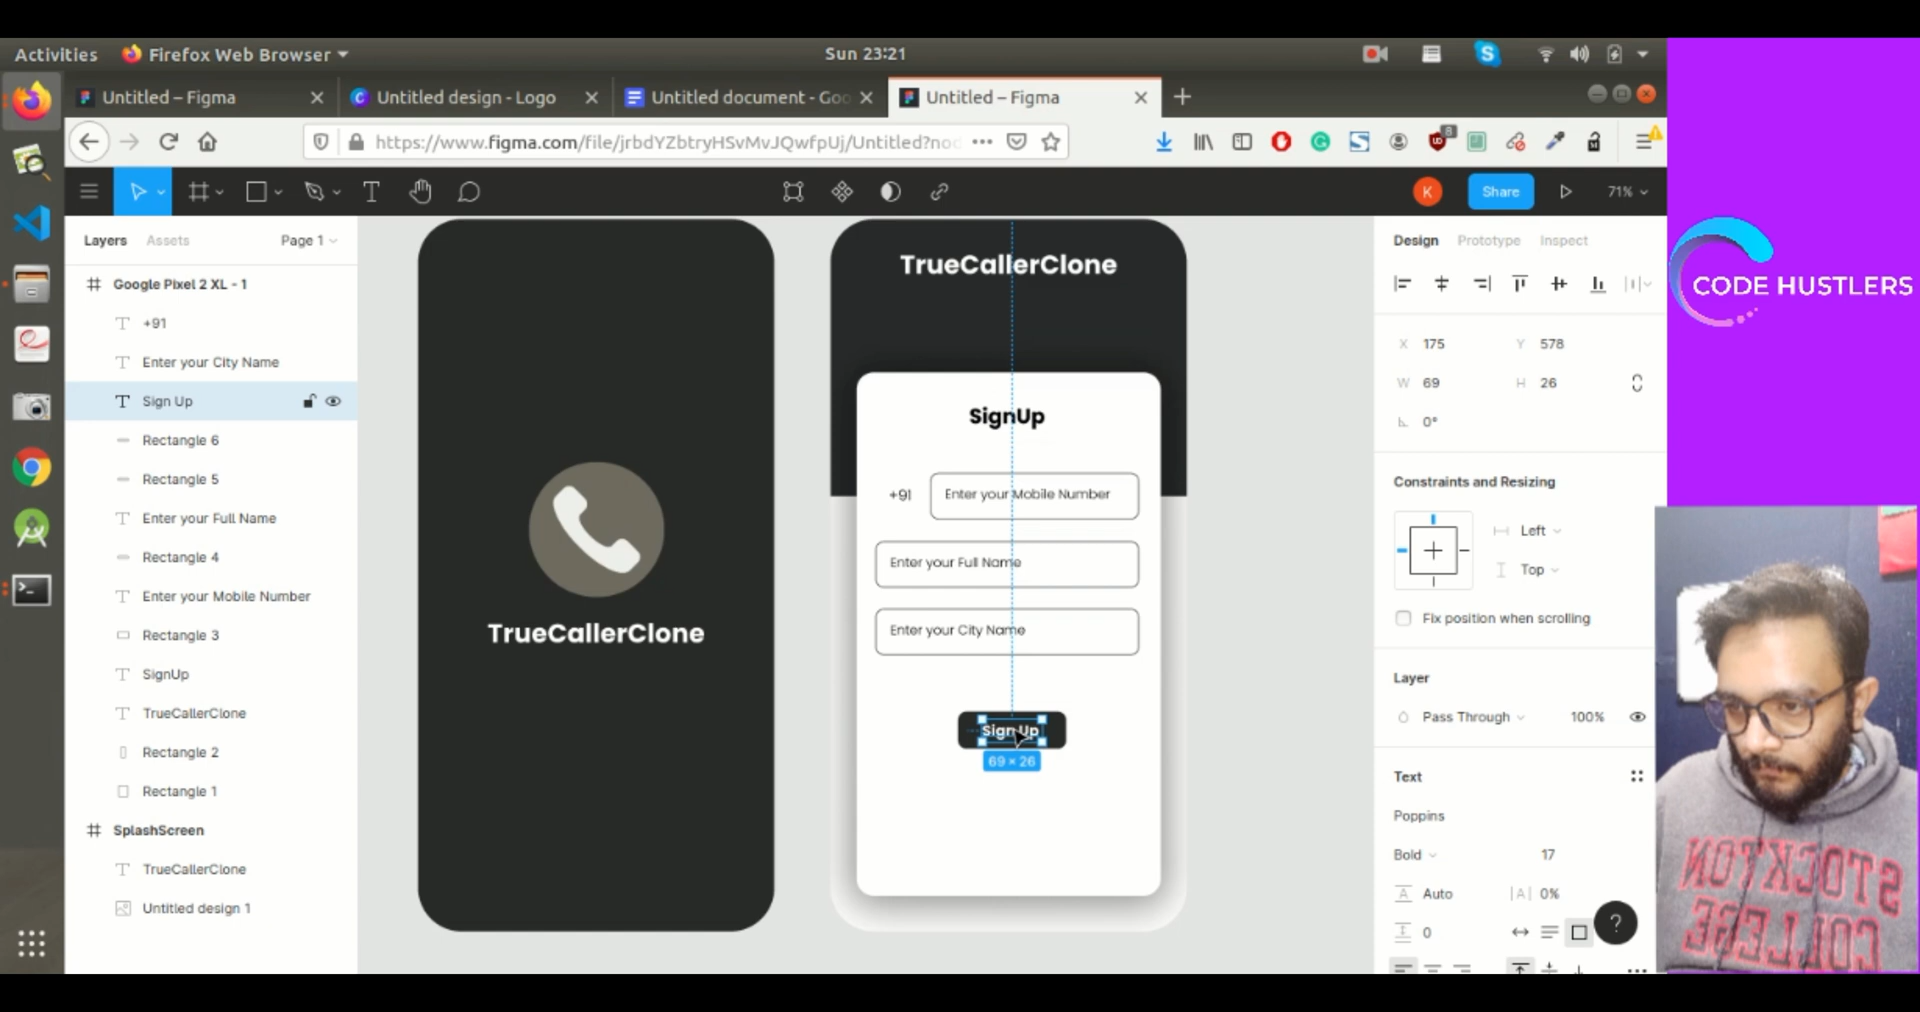 Activities Firefox Web Browser Sun 23:21
Untitled – Figma Untitled design - Logo Untitled document - Goo Untitled – Figma
https://www.figma.com/file/jrbdYZbtryHSvMvJQwfpUj/Untitled?nod 8
K Share 71%
Layers Assets Page 1
Google Pixel 2 XL - 1
+91
Enter your City Name
Sign Up
Rectangle 6
Rectangle 5
Enter your Full Name
Rectangle 4
Enter your Mobile Number
Rectangle 3
SignUp
TrueCallerClone
Rectangle 2
Rectangle 1
SplashScreen
TrueCallerClone
Untitled design 1
TrueCallerClone
TrueCallerClone
SignUp
+91 Enter your Mobile Number
Enter your Full Name
Enter your City Name
Sign Up
69 × 26
Design Prototype Inspect
X 175 Y 578
W 69 H 26
0°
Constraints and Resizing
Left
Top
Fix position when scrolling
Layer
Pass Through 100%
Text
Poppins
Bold 17
A Auto |A| 0%
0
?
CODE HUSTLERS
STOCKTON
COLLEGE